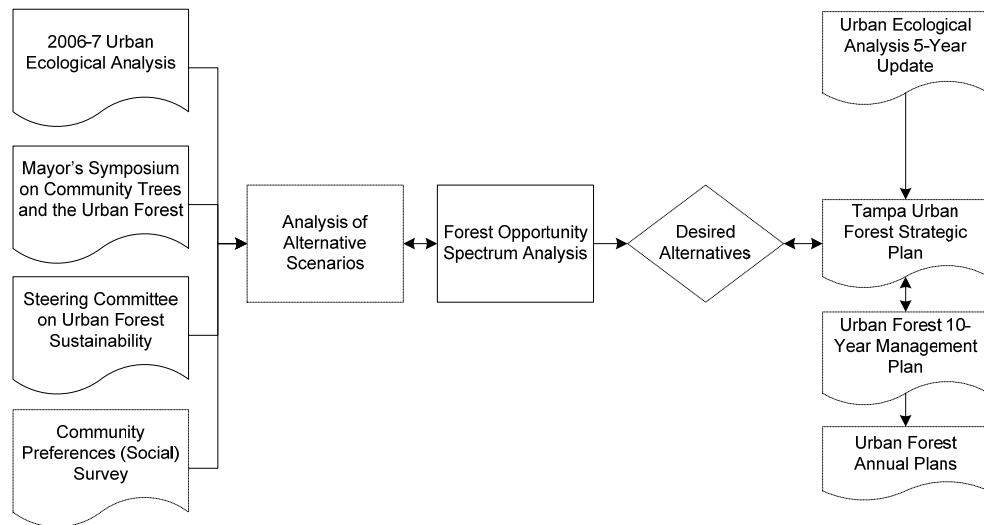 2006-7 Urban
Ecological Analysis
Mayor's Symposium
on Community Trees
and the Urban Forest
Steering Committee
on Urban Forest
Sustainability
Community
Preferences (Social)
Survey
Analysis of
Alternative
Scenarios
Forest Opportunity
Spectrum Analysis
Desired
Alternatives
Urban Ecological
Analysis 5-Year
Update
Tampa Urban
Forest Strategic
Plan
Urban Forest 10-
Year Management
Plan
Urban Forest
Annual Plans